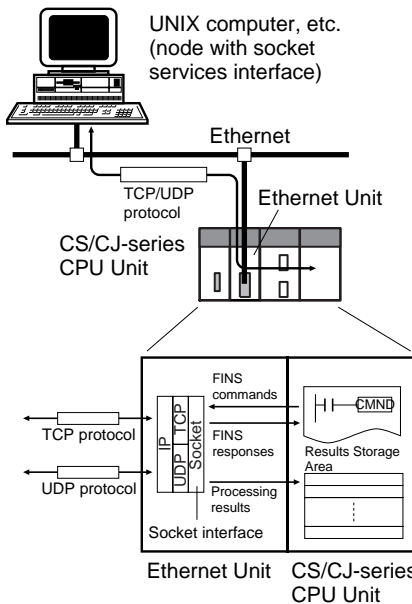 UNIX computer, etc.
(node with socket
services interface)
Ethernet
TCP/UDP
protocol
Ethernet Unit
CS/CJ-series
CPU Unit
FINS
commands
CMND
IP
TCP
UDP
Socket
TCP protocol
FINS
responses
Results Storage
Area
UDP protocol
Processing
results
Socket interface
Ethernet Unit
CS/CJ-series
CPU Unit